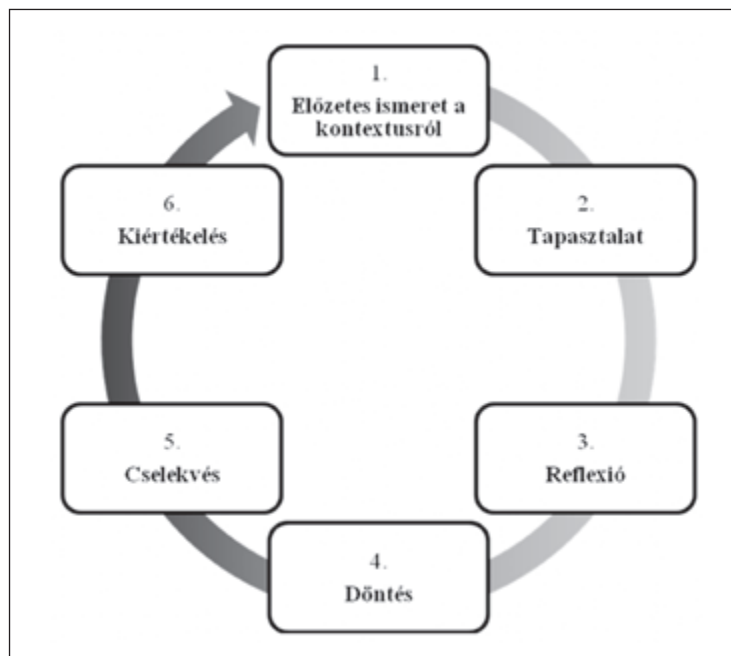 1.
Előzetes ismeret a
kontextusról
2.
Tapasztalat
3.
Reflexió
4.
Döntés
5.
Cselekvés
6.
Kiértékelés